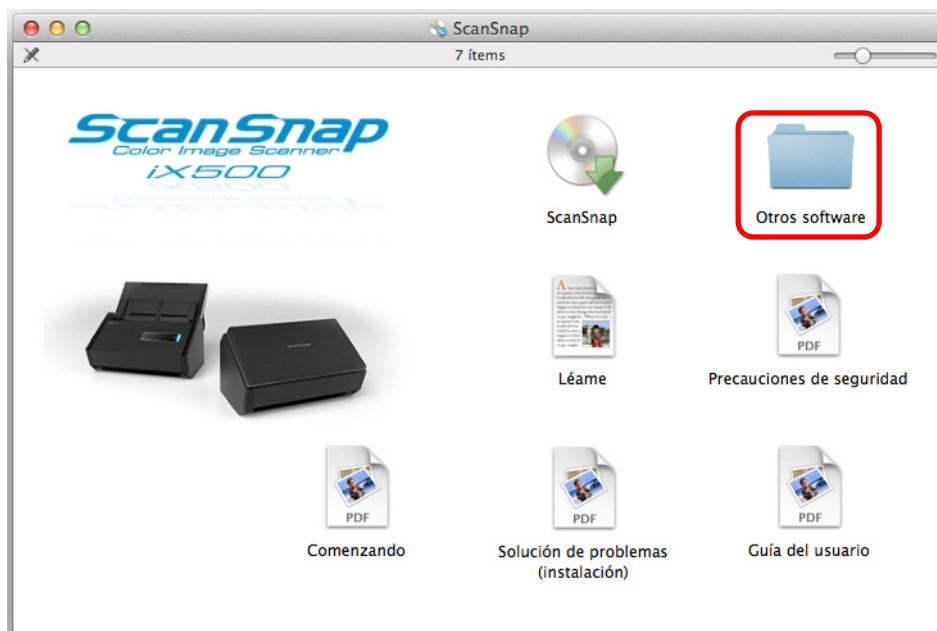 ScanSnap
7 ítems
ScanSnap
Color Image Scanner
iX500
ScanSnap
Otros software
Léame
PDF
Precauciones de seguridad
PDF
PDF
PDF
Comenzando
Solución de problemas
(instalación)
Guía del usuario